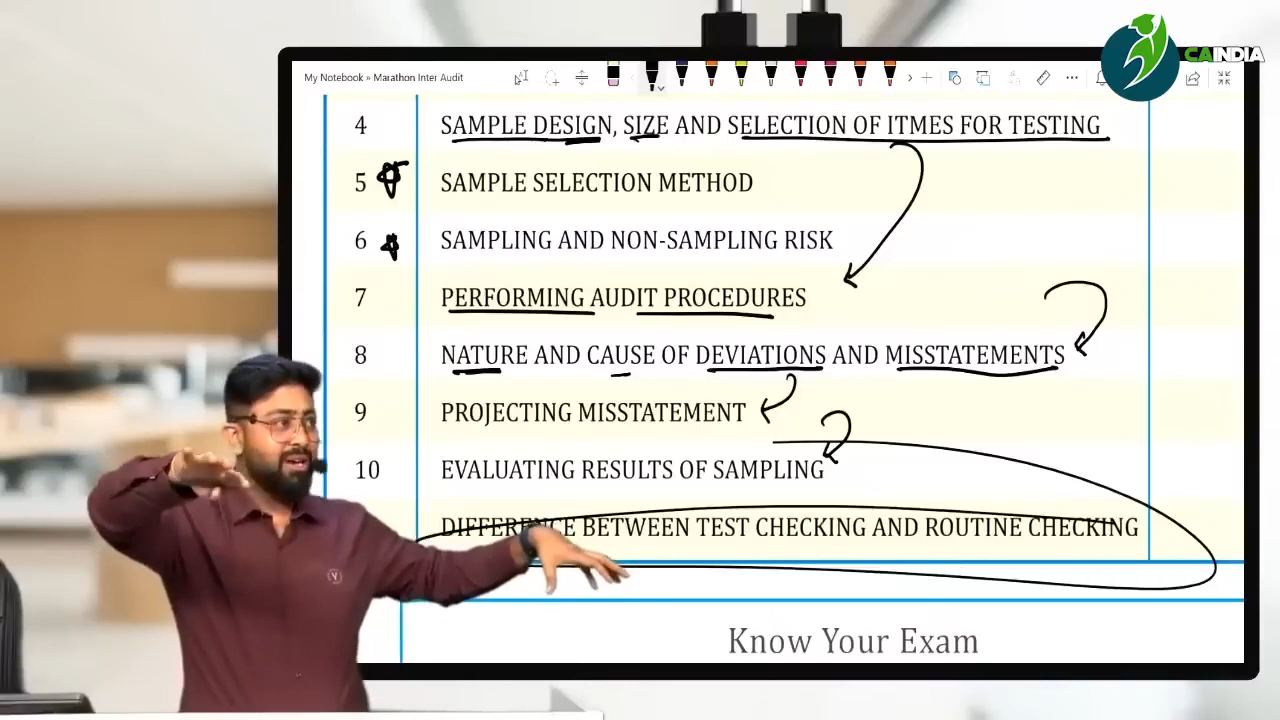 CAINDIA
My Notebook » Marathon Inter Audit
4 SAMPLE DESIGN, SIZE AND SELECTION OF ITMES FOR TESTING
5 SAMPLE SELECTION METHOD
6 SAMPLING AND NON-SAMPLING RISK
7 PERFORMING AUDIT PROCEDURES
8 NATURE AND CAUSE OF DEVIATIONS AND MISSTATEMENTS
9 PROJECTING MISSTATEMENT
10 EVALUATING RESULTS OF SAMPLING
DIFFERENCE BETWEEN TEST CHECKING AND ROUTINE CHECKING
Know Your Exam